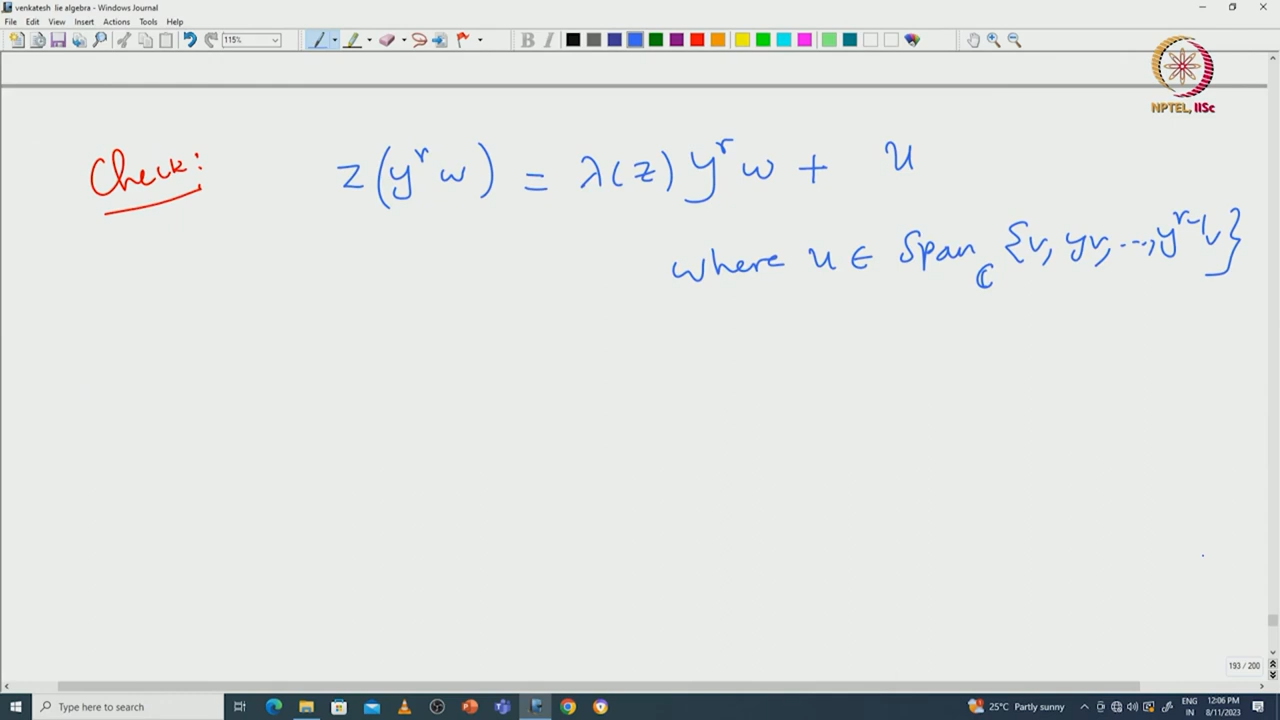 venkatesh lie algebra - Windows Journal
File Edit View Insert Actions Tools Help
115%
B I
NPTEL, IISc
Check: z(y^r w) = λ(z) y^r w + u
where u ∈ Span_ℂ {v, yv, ..., y^{r-1}v}
193 / 200
Type here to search
25°C Partly sunny
ENG
IN
12:06 PM
8/11/2023